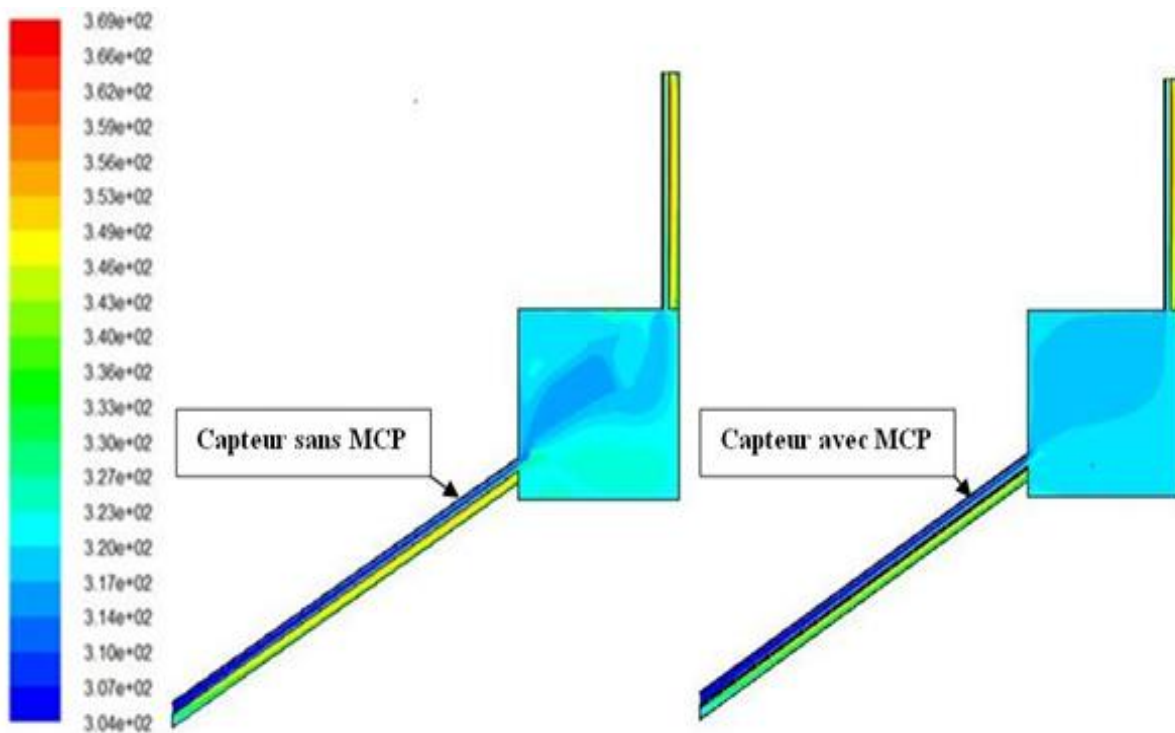 3.69e+02
3.66e+02
3.62e+02
3.59e+02
3.56e+02
3.53e+02
3.49e+02
3.46e+02
3.43e+02
3.40e+02
3.36e+02
3.33e+02
3.30e+02
3.27e+02
3.23e+02
3.20e+02
3.17e+02
3.14e+02
3.10e+02
3.07e+02
3.04e+02
Capteur sans MCP
Capteur avec MCP